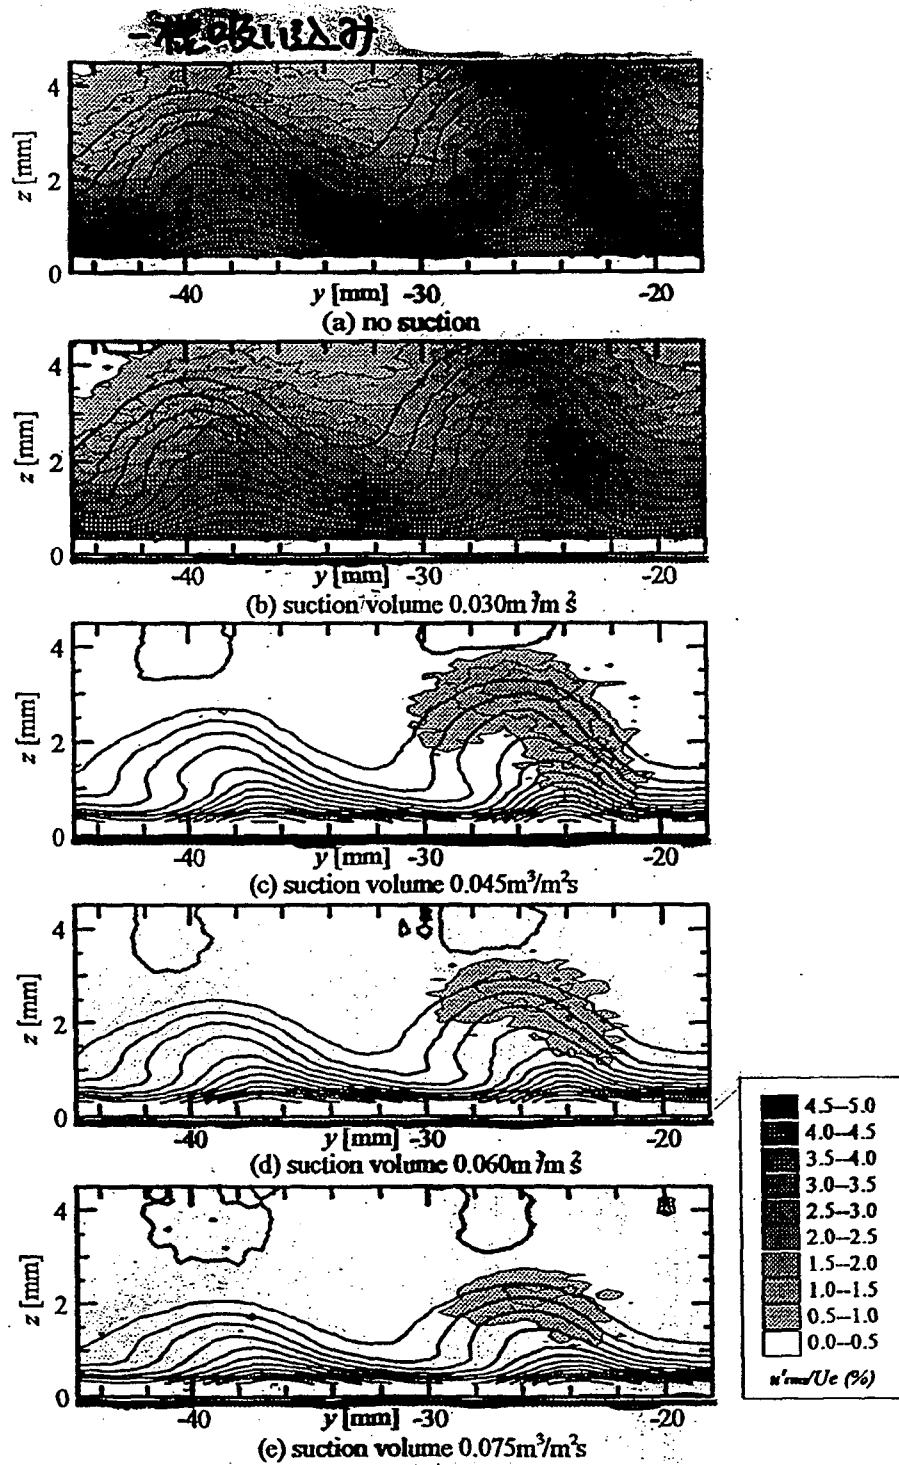 一様吸い込み
4
2
0
z [mm]
-40 y [mm] -30 -20
(a) no suction
4
2
0
z [mm]
-40 y [mm] -30 -20
(b) suction volume 0.030m³/m²s
4
2
0
z [mm]
-40 y [mm] -30 -20
(c) suction volume 0.045m³/m²s
4
2
0
z [mm]
-40 y [mm] -30 -20
(d) suction volume 0.060m³/m²s
4
2
0
z [mm]
-40 y [mm] -30 -20
(e) suction volume 0.075m³/m²s
4.5–5.0
4.0–4.5
3.5–4.0
3.0–3.5
2.5–3.0
2.0–2.5
1.5–2.0
1.0–1.5
0.5–1.0
0.0–0.5
u'rms/Ue (%)